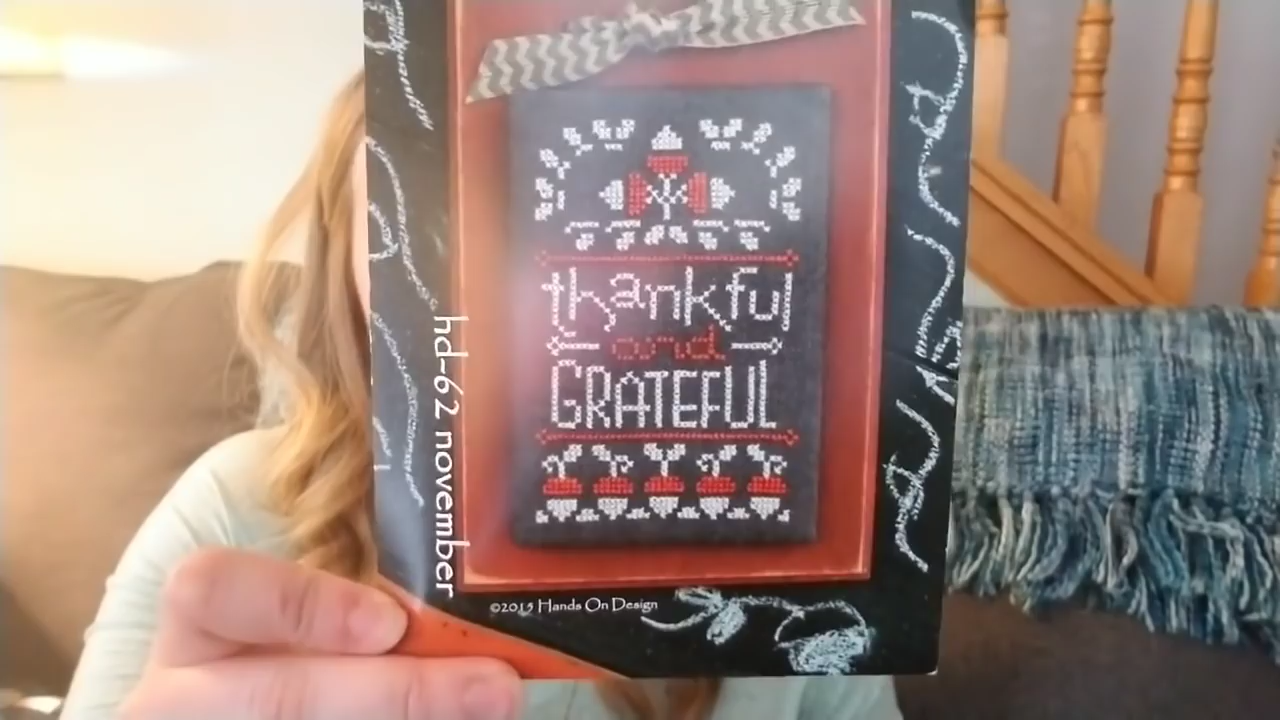 thankful
and
GRATEFUL
hd-62 november
©2015 Hands On Design